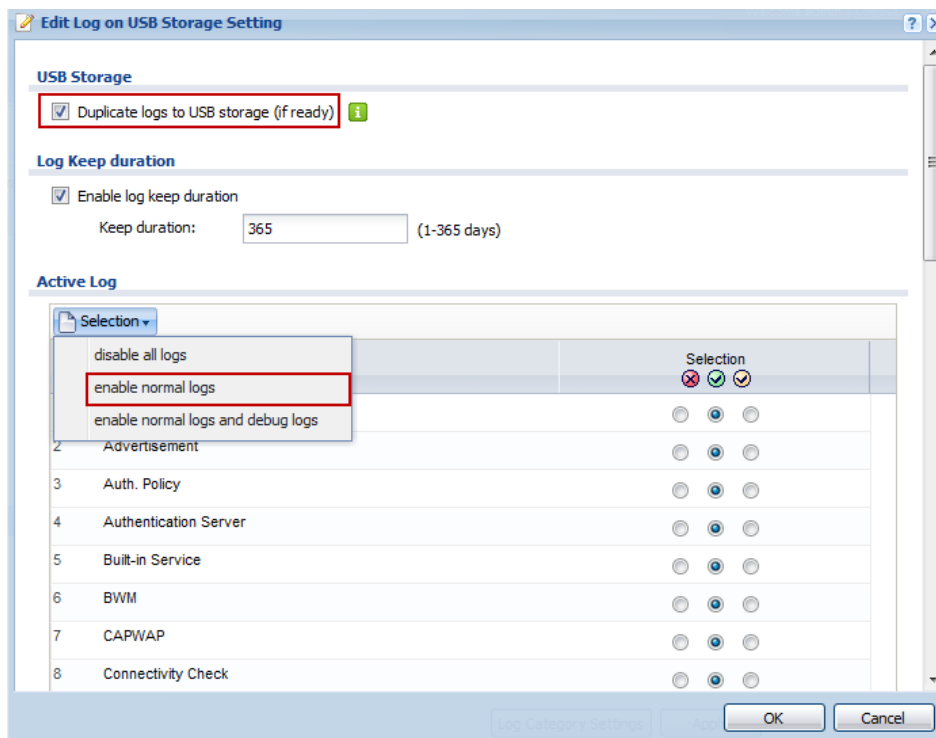 Edit Log on USB Storage Setting
USB Storage
Duplicate logs to USB storage (if ready)
Log Keep duration
Enable log keep duration
Keep duration: 365 (1-365 days)
Active Log
Selection
disable all logs
enable normal logs
enable normal logs and debug logs
Selection
2 Advertisement
3 Auth. Policy
4 Authentication Server
5 Built-in Service
6 BWM
7 CAPWAP
8 Connectivity Check
Log Category Settings
OK Cancel